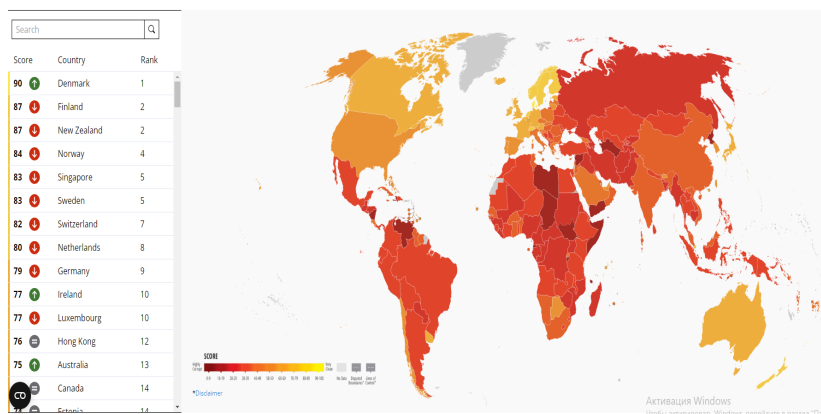 Search
Score Country Rank
90 Denmark 1
87 Finland 2
87 New Zealand 2
84 Norway 4
83 Singapore 5
83 Sweden 5
82 Switzerland 7
80 Netherlands 8
79 Germany 9
77 Ireland 10
77 Luxembourg 10
76 Hong Kong 12
75 Australia 13
Canada 14
Estonia 14
SCORE
*Disclaimer
Активация Windows